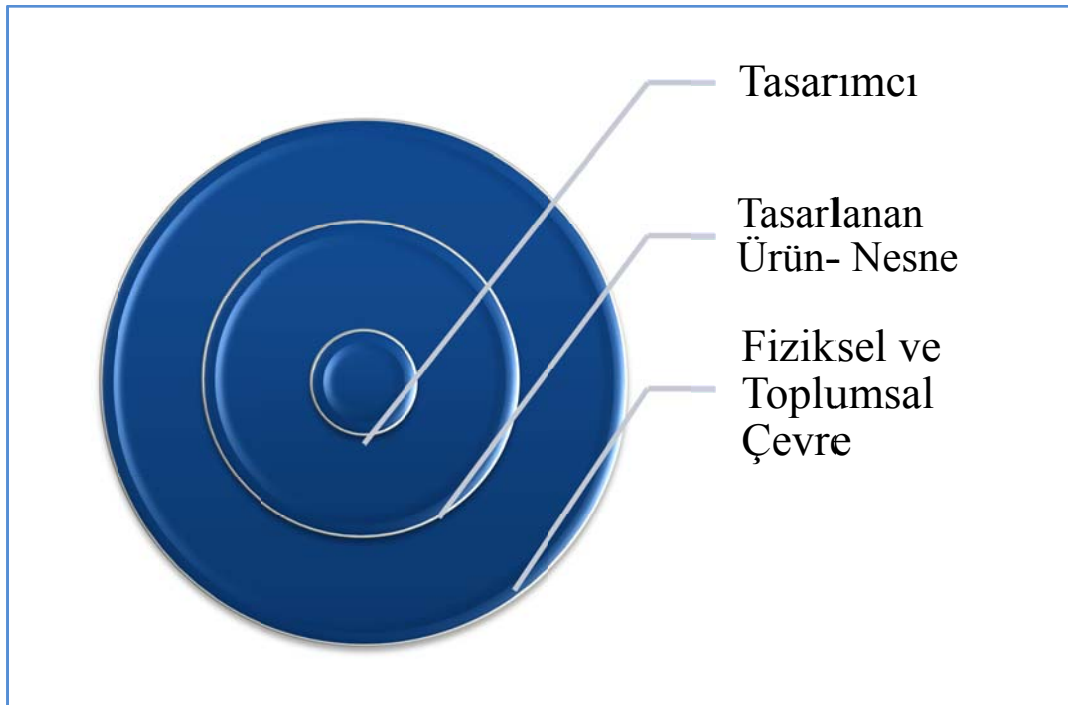 Tasarımcı
Tasarlanan
Ürün- Nesne
Fiziksel ve
Toplumsal
Çevre